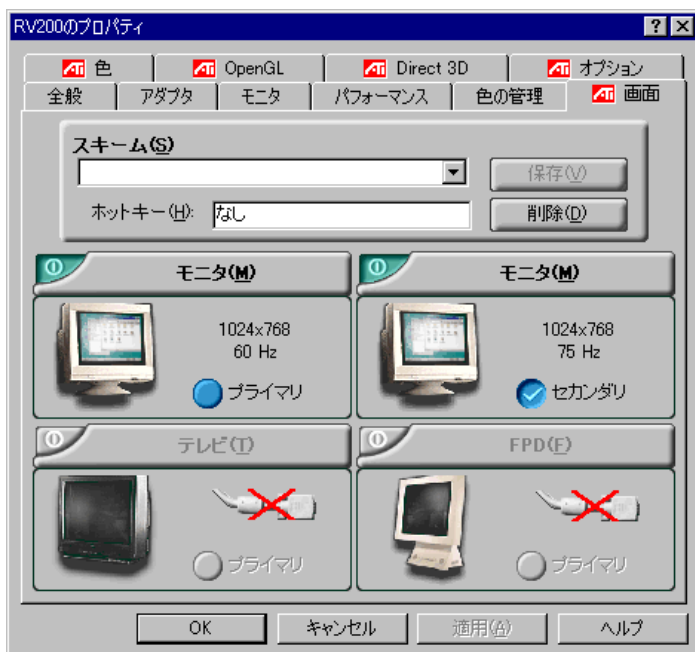 RV200のプロパティ
ATI 色 ATI OpenGL ATI Direct 3D ATI オプション
全般 アダプタ モニタ パフォーマンス 色の管理 ATI 画面
スキーム(S)
保存(V)
ホットキー(H): なし 削除(D)
モニタ(M) モニタ(M)
1024x768 1024x768
60 Hz 75 Hz
プライマリ セカンダリ
テレビ(T) FPD(F)
プライマリ プライマリ
OK キャンセル 適用(A) ヘルプ